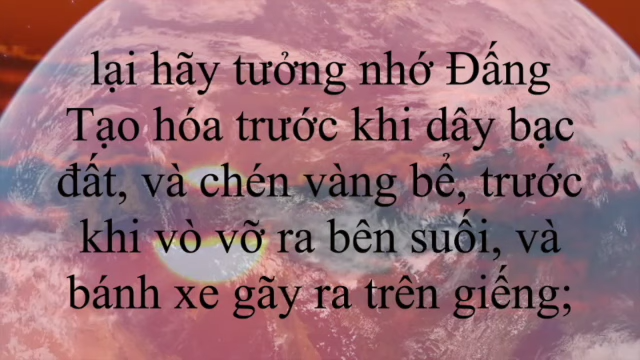 lại hãy tưởng nhớ Đấng
Tạo hóa trước khi dây bạc
đất, và chén vàng bể, trước
khi vò vỡ ra bên suối, và
bánh xe gãy ra trên giếng;